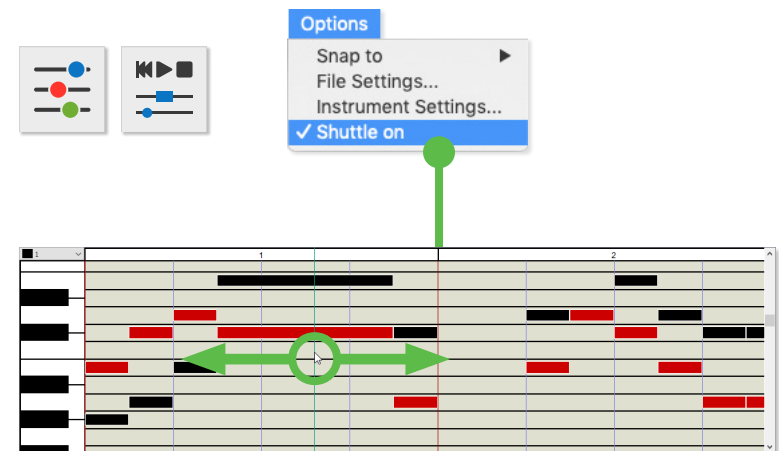 Options
Snap to
File Settings...
Instrument Settings...
Shuttle on
1
1
2